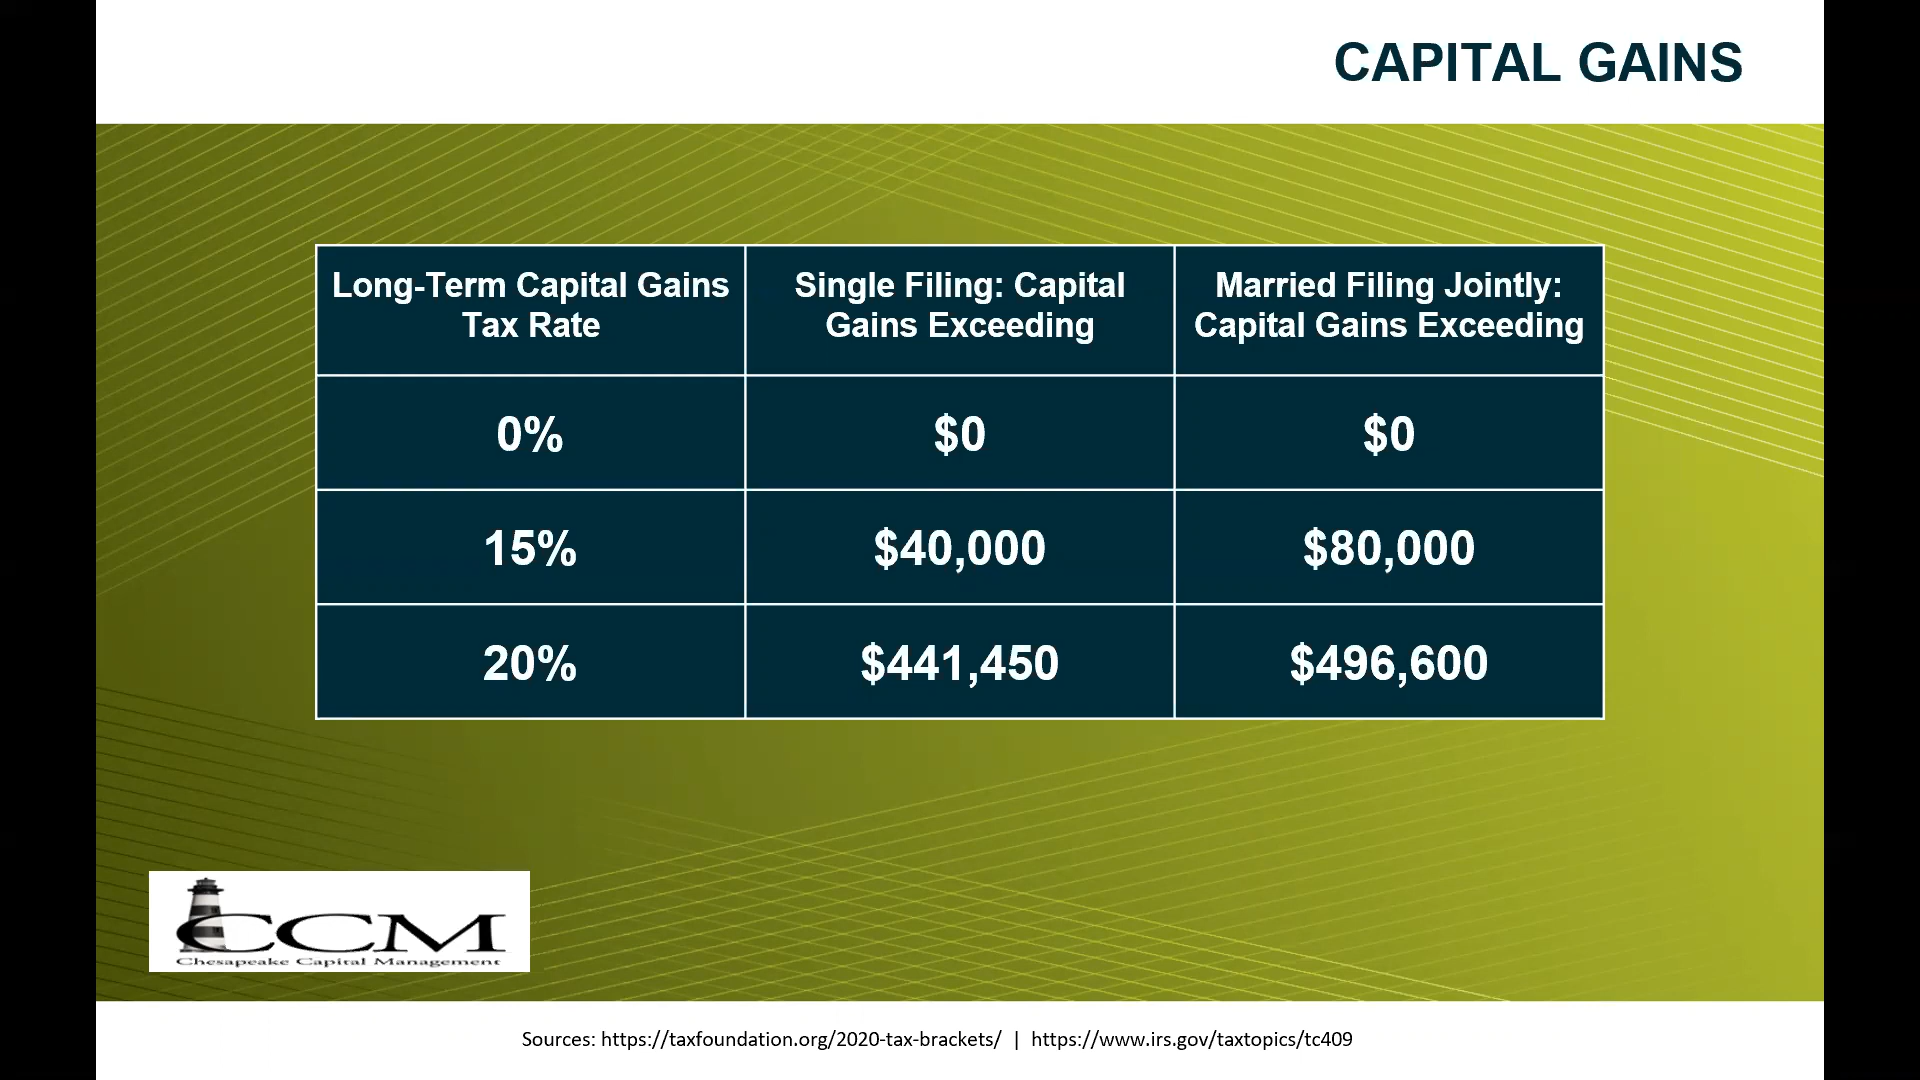 CAPITAL GAINS
Long-Term Capital Gains
Tax Rate
Single Filing: Capital
Gains Exceeding
Married Filing Jointly:
Capital Gains Exceeding
0%
$0
$0
15%
$40,000
$80,000
20%
$441,450
$496,600
CCM
Chesapeake Capital Management
Sources: https://taxfoundation.org/2020-tax-brackets/ | https://www.irs.gov/taxtopics/tc409